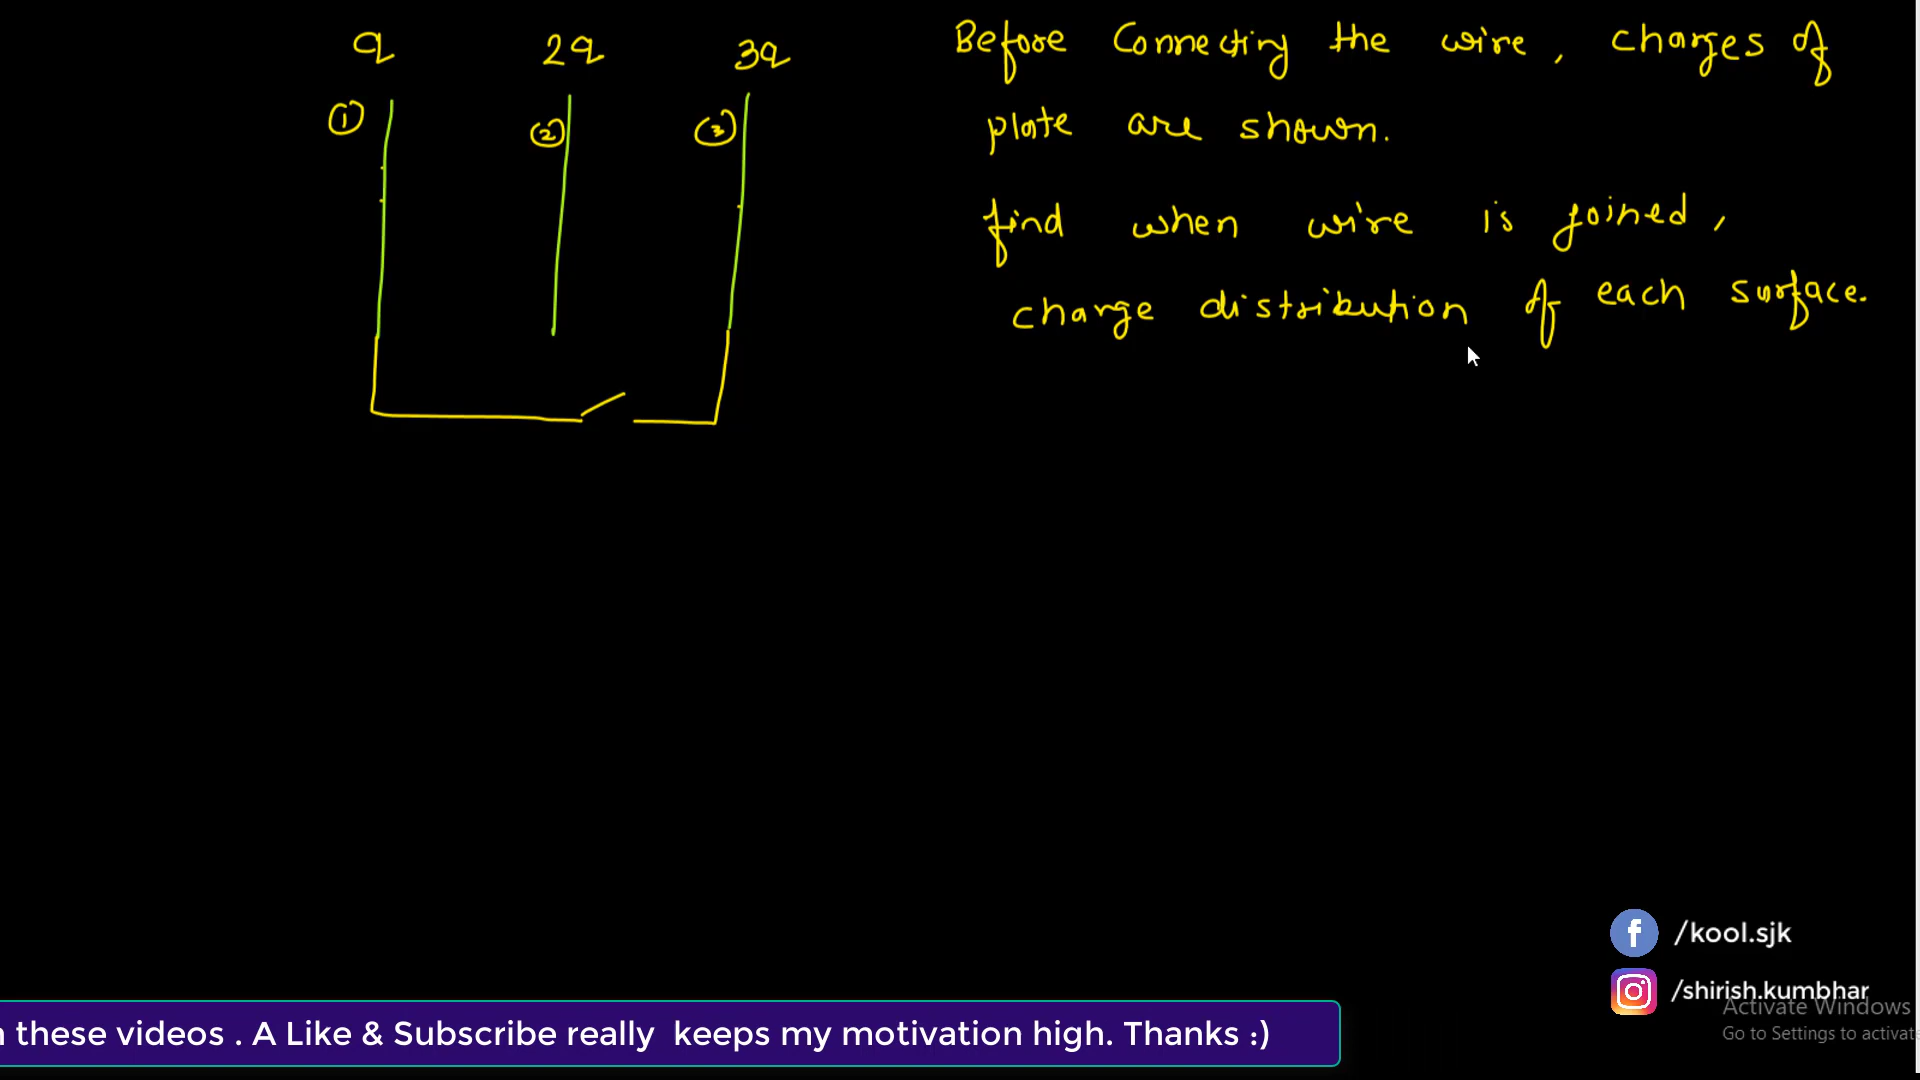 q 2q 3q
① ② ③
Before Connecting the wire, charges of
plate are shown.
find when wire is joined,
charge distribution of each surface.
/kool.sjk
/shirish.kumbhar
Activate Windows
Go to Settings to activat
these videos . A Like & Subscribe really keeps my motivation high. Thanks :)